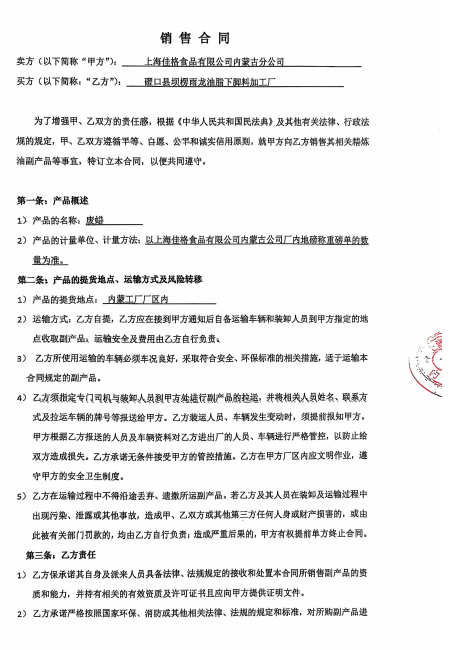 销 售 合 同
卖方（以下简称“甲方”）： 上海佳格食品有限公司内蒙古分公司
买方（以下简称：“乙方”）： 磴口县坝楞雨龙油脂下脚料加工厂
为了增强甲、乙双方的责任感，根据《中华人民共和国民法典》及其他有关法律、行政法
规的规定，甲、乙双方遵循平等、自愿、公平和诚实信用原则，就甲方向乙方销售其相关精炼
油副产品等事宜，特订立本合同，以便共同遵守。
第一条：产品概述
1） 产品的名称：废蜡
2） 产品的计量单位、计量方法：以上海佳格食品有限公司内蒙古公司厂内地磅称重磅单的数
量为准。
第二条：产品的提货地点、运输方式及风险转移
1） 产品的提货地点： 内蒙工厂厂区内
2） 运输方式：乙方自提，乙方应在接到甲方通知后自备运输车辆和装卸人员到甲方指定的地
点收取副产品。运输安全及费用由乙方自行负责。
3） 乙方所使用运输的车辆必须车况良好，采取符合安全、环保标准的相关措施，适于运输本
合同规定的副产品。
4） 乙方须指定专门司机与装卸人员到甲方处进行副产品的拉运，并将相关人员姓名、联系方
式及拉运车辆的牌号等报送给甲方。乙方装运人员、车辆发生变动时，须提前报知甲方。
甲方根据乙方报送的人员及车辆资料对乙方进出厂的人员、车辆进行严格管控，以防止给
双方造成损失。乙方承诺无条件接受甲方的管控措施。乙方在甲方厂区内应文明作业，遵
守甲方的安全卫生制度。
5） 乙方在运输过程中不得沿途丢弃、遗撒所运副产品。若乙方及其人员在装卸及运输过程中
出现污染、泄露或其他事故，造成甲、乙双方或其他第三方任何人身或财产损害的，或由
此被有关部门罚款的，均由乙方自行负责；造成严重后果的，甲方有权提前单方终止合同。
第三条：乙方责任
1） 乙方保承诺其自身及派来人员具备法律、法规规定的接收和处置本合同所销售副产品的资
质和能力，并持有相关的有效资质及许可证书且应向甲方提供证明文件。
2） 乙方承诺严格按照国家环保、消防或其他相关法律、法规的规定和标准，对所购副产品进